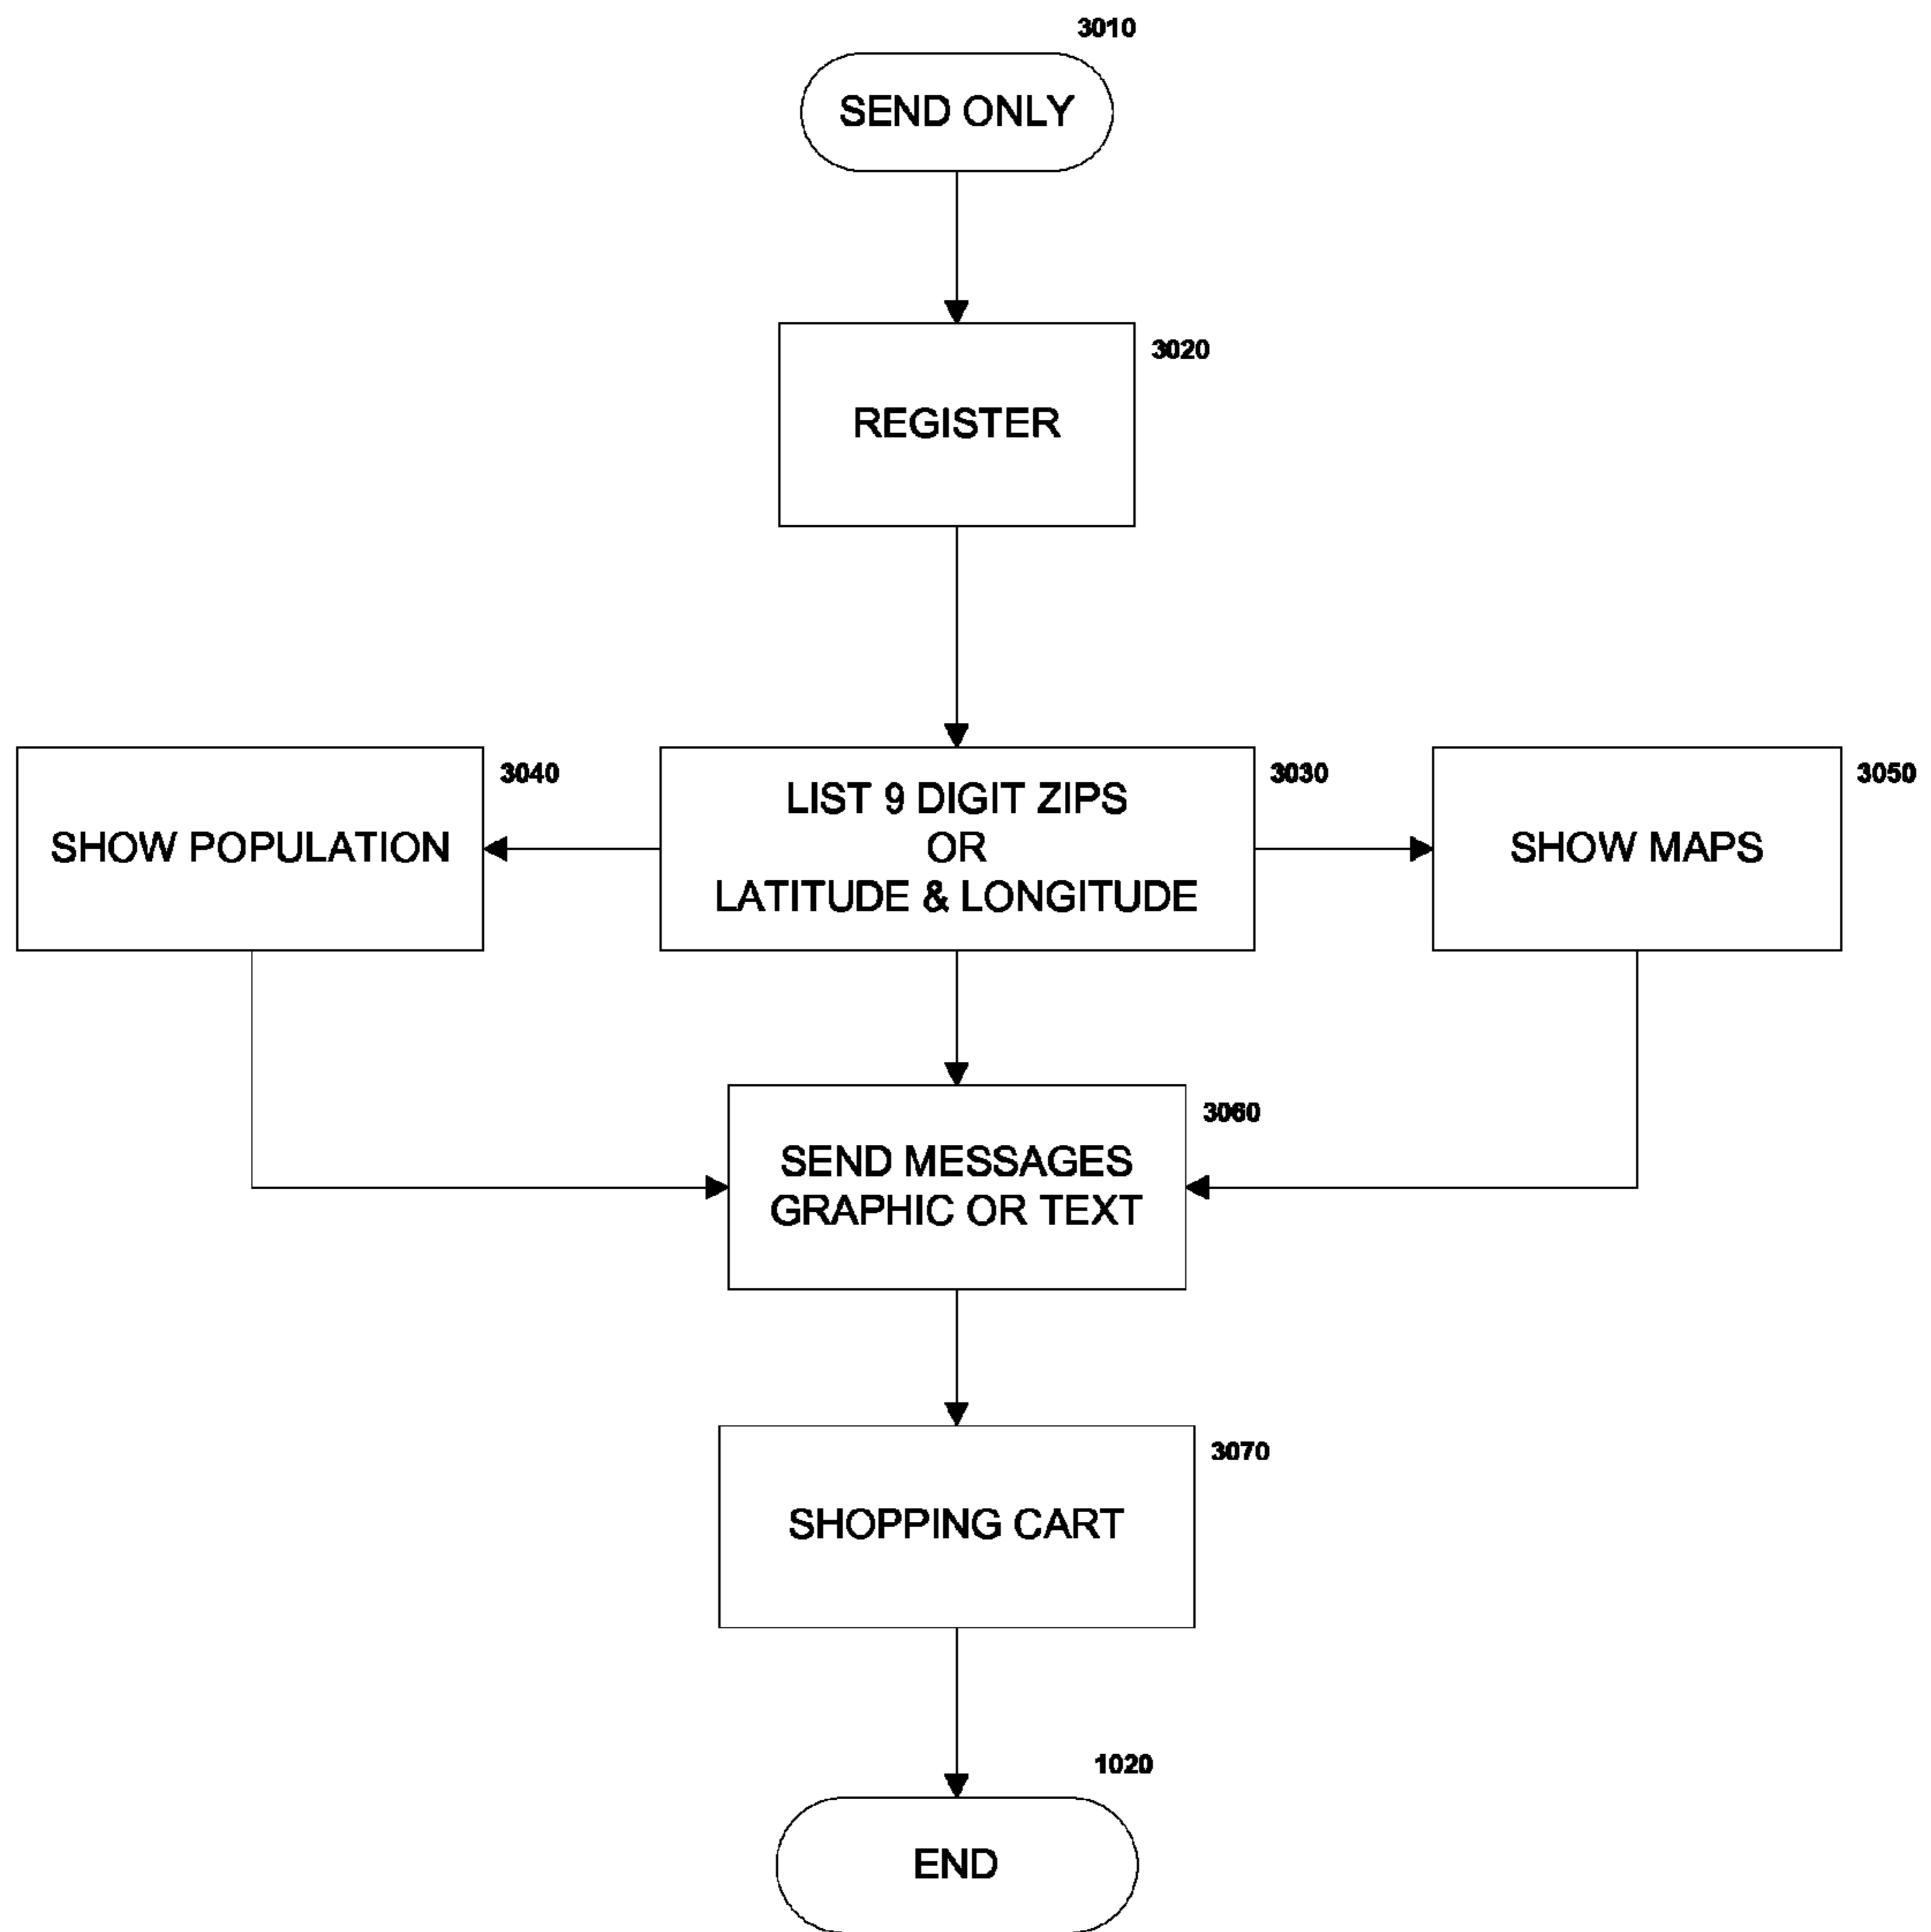 3010
SEND ONLY
3020
REGISTER
3040
SHOW POPULATION
3030
LIST 9 DIGIT ZIPS
OR
LATITUDE & LONGITUDE
3050
SHOW MAPS
3060
SEND MESSAGES
GRAPHIC OR TEXT
3070
SHOPPING CART
1020
END